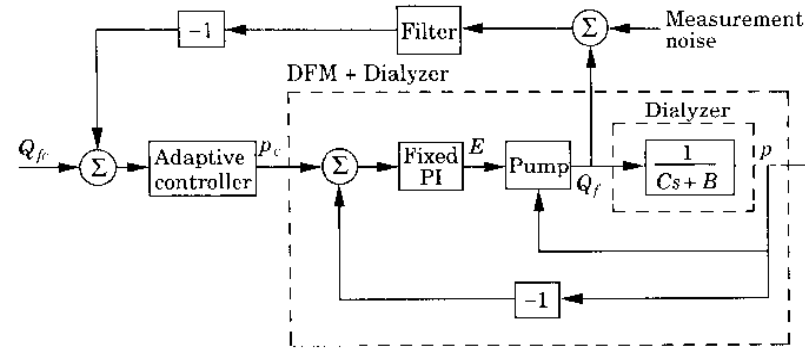 -1
Filter
Σ
Measurement
noise
DFM + Dialyzer
Dialyzer
Q_fc
Σ
Adaptive
controller
p_c
Σ
Fixed
PI
E
Pump
Q_f
1
Cs + B
p
-1